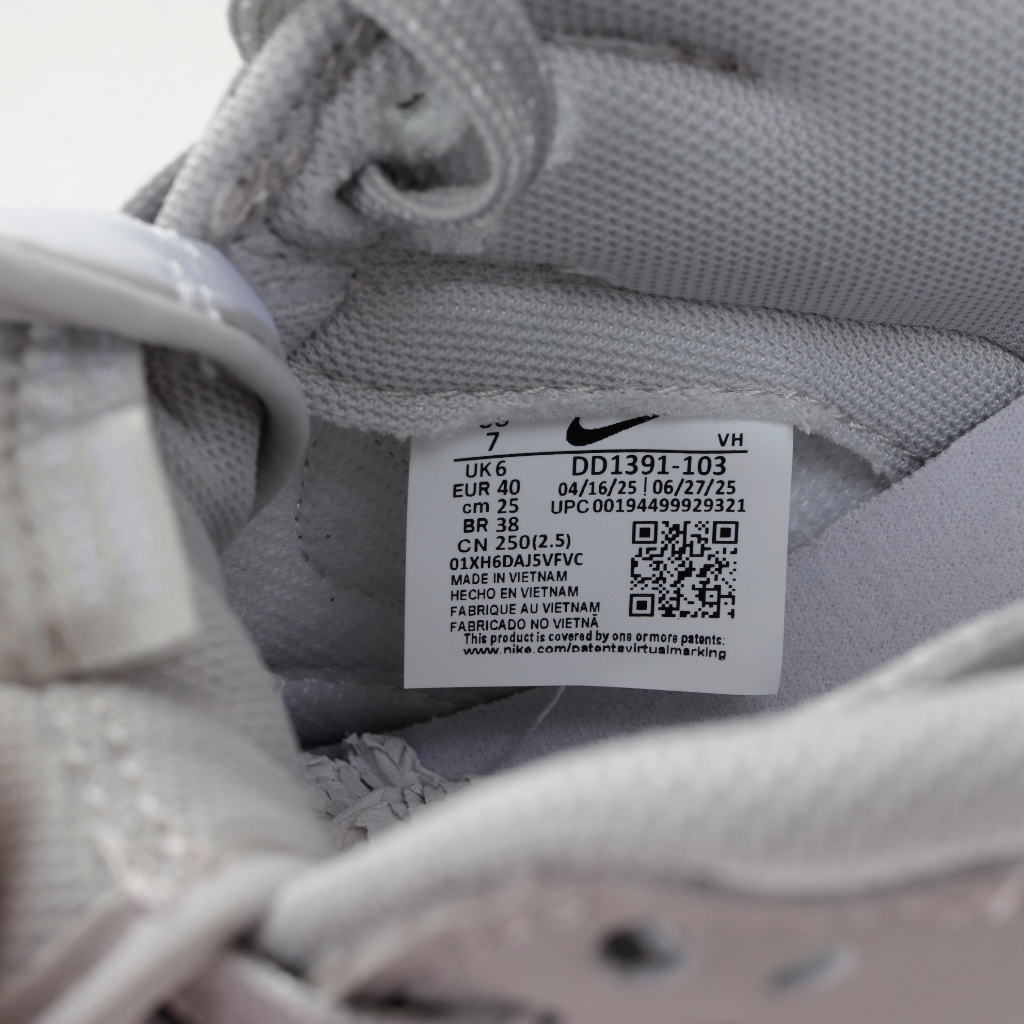 7
VH
UK 6
DD1391-103
EUR 40
04/16/25 | 06/27/25
cm 25
UPC 00194499929321
BR 38
CN 250(2.5)
01XH6DAJ5VFVC
MADE IN VIETNAM
HECHO EN VIETNAM
FABRIQUE AU VIETNAM
FABRICADO NO VIETNÃ
This product is covered by one or more patents:
www.nike.com/patentsvirtualmarking